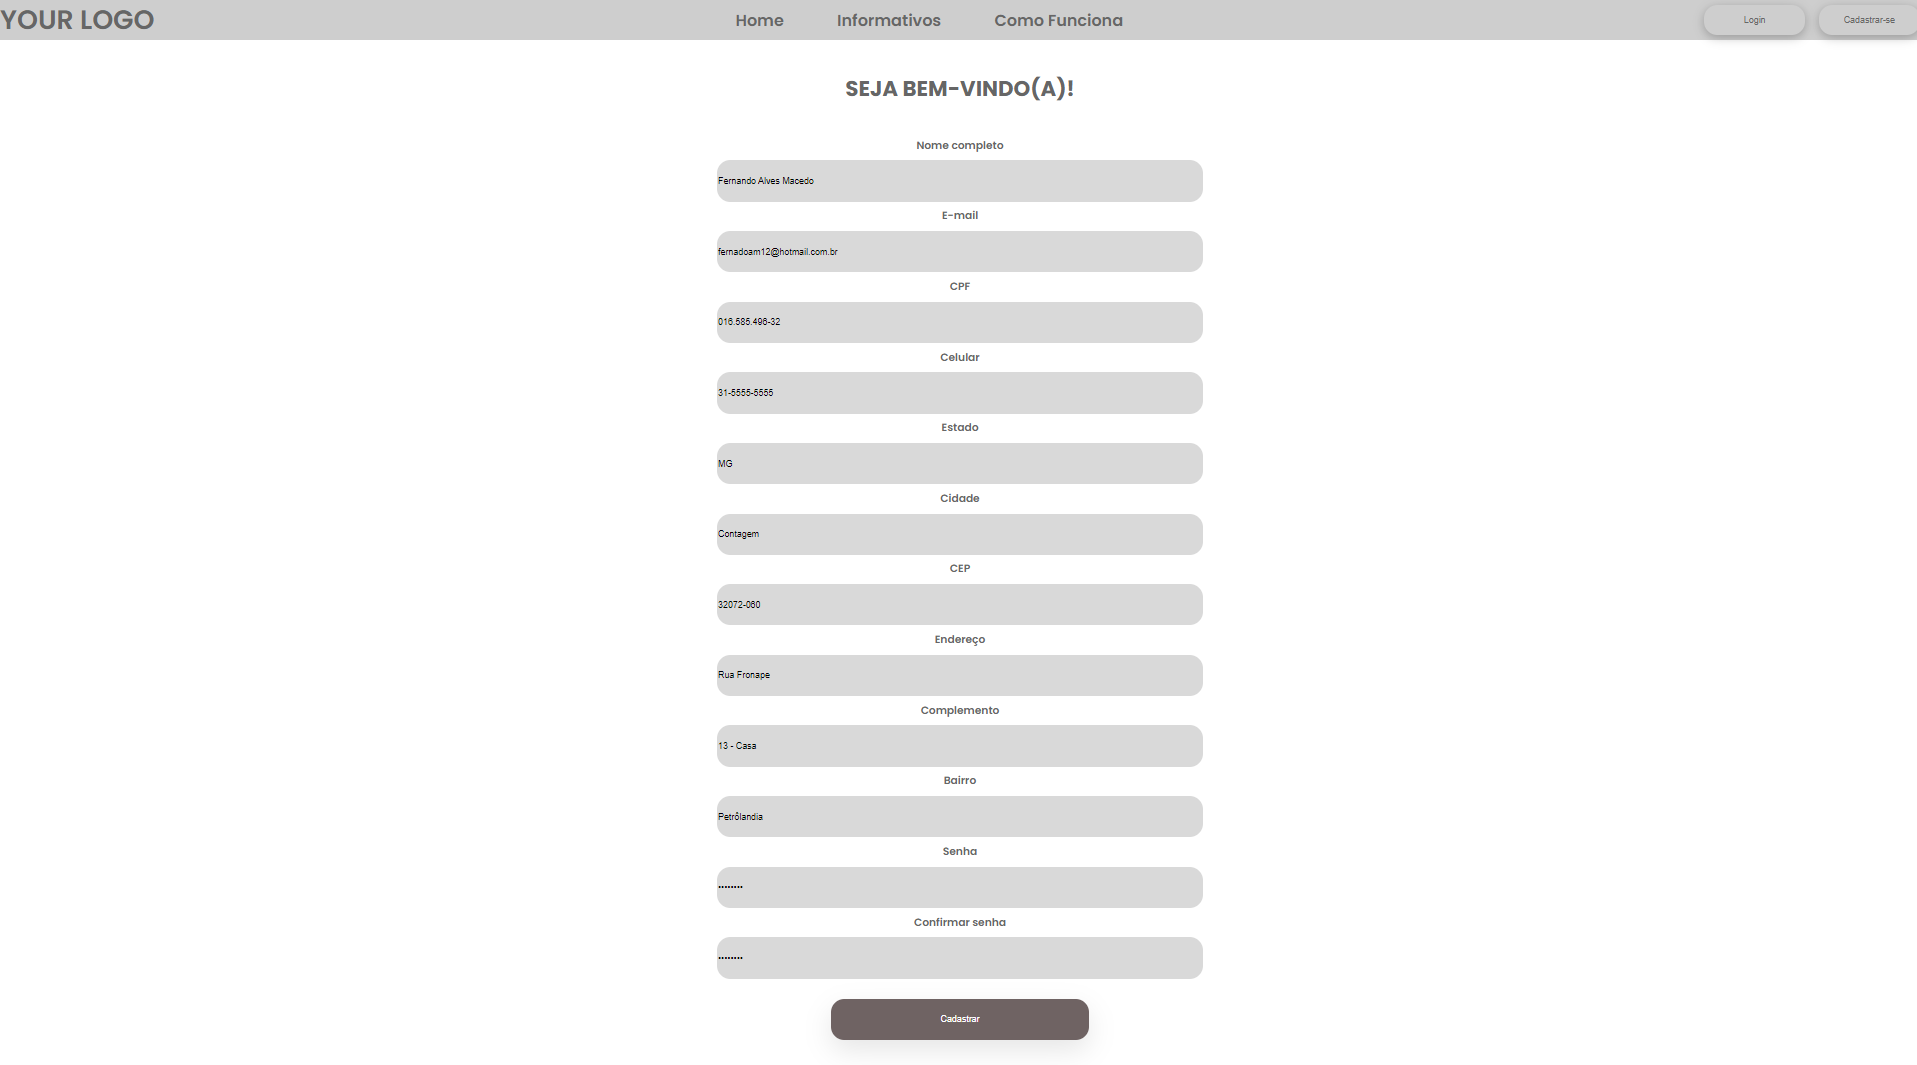 YOUR LOGO Home Informativos Como Funciona Login Cadastrar-se
SEJA BEM-VINDO(A)!
Nome completo
Fernando Alves Macedo
E-mail
fernadoam12@hotmail.com.br
CPF
016.585.496-32
Celular
31-5555-5555
Estado
MG
Cidade
Contagem
CEP
32072-060
Endereço
Rua Fronape
Complemento
13 - Casa
Bairro
Petrôlandia
Senha
••••••••
Confirmar senha
••••••••
Cadastrar